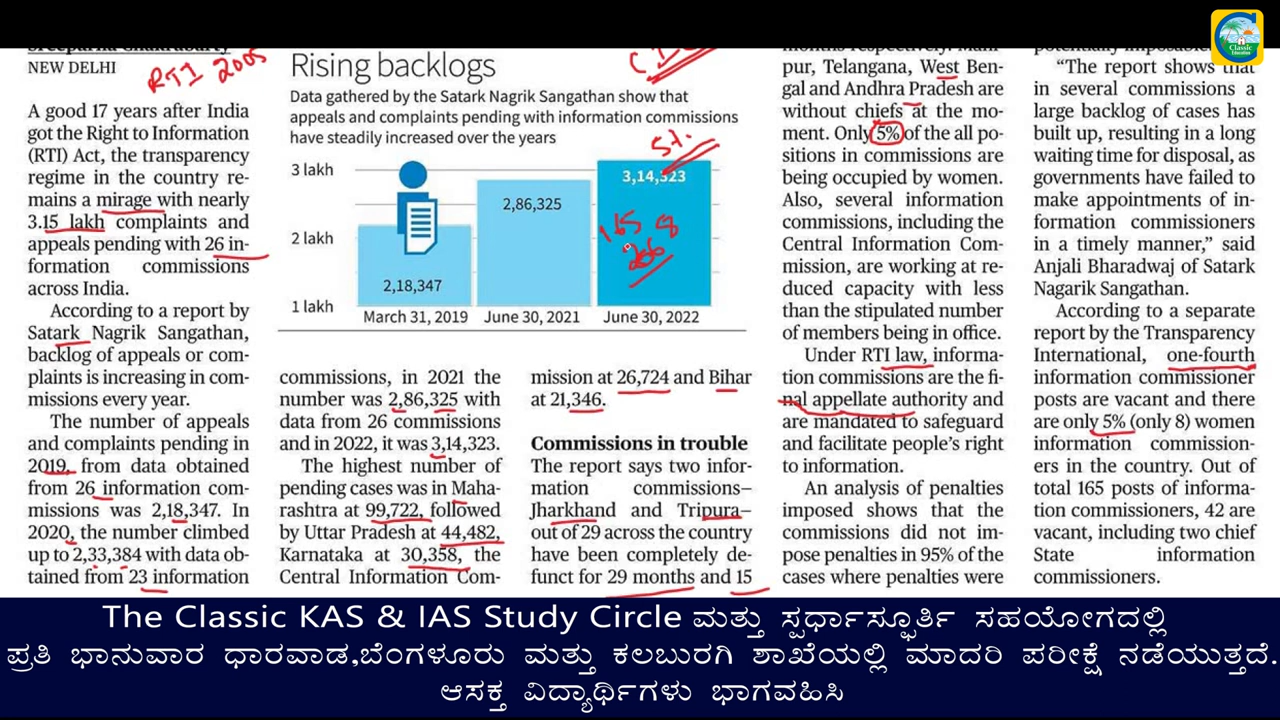 Sreeparna Chakrabarty
NEW DELHI
RTI 2005
A good 17 years after India
got the Right to Information
(RTI) Act, the transparency
regime in the country re-
mains a mirage with nearly
3.15 lakh complaints and
appeals pending with 26 in-
formation commissions
across India.
According to a report by
Satark Nagrik Sangathan,
backlog of appeals or com-
plaints is increasing in com-
missions every year.
The number of appeals
and complaints pending in
2019, from data obtained
from 26 information com-
missions was 2,18,347. In
2020, the number climbed
up to 2,33,384 with data ob-
tained from 23 information
Rising backlogs
Data gathered by the Satark Nagrik Sangathan show that
appeals and complaints pending with information commissions
have steadily increased over the years
5%
3 lakh
2 lakh
1 lakh
2,18,347
2,86,325
3,14,323
165 8
266
March 31, 2019
June 30, 2021
June 30, 2022
commissions, in 2021 the
number was 2,86,325 with
data from 26 commissions
and in 2022, it was 3,14,323.
The highest number of
pending cases was in Maha-
rashtra at 99,722, followed
by Uttar Pradesh at 44,482,
Karnataka at 30,358, the
Central Information Com-
mission at 26,724 and Bihar
at 21,346.
Commissions in trouble
The report says two infor-
mation commissions—
Jharkhand and Tripura—
out of 29 across the country
have been completely de-
funct for 29 months and 15
months respectively. Mani-
pur, Telangana, West Ben-
gal and Andhra Pradesh are
without chiefs at the mo-
ment. Only 5% of the all po-
sitions in commissions are
being occupied by women.
Also, several information
commissions, including the
Central Information Com-
mission, are working at re-
duced capacity with less
than the stipulated number
of members being in office.
Under RTI law, informa-
tion commissions are the fi-
nal appellate authority and
are mandated to safeguard
and facilitate people's right
to information.
An analysis of penalties
imposed shows that the
commissions did not im-
pose penalties in 95% of the
cases where penalties were
potentially
"The report shows that
in several commissions a
large backlog of cases has
built up, resulting in a long
waiting time for disposal, as
governments have failed to
make appointments of in-
formation commissioners
in a timely manner," said
Anjali Bharadwaj of Satark
Nagarik Sangathan.
According to a separate
report by the Transparency
International, one-fourth
information commissioner
posts are vacant and there
are only 5% (only 8) women
information commission-
ers in the country. Out of
total 165 posts of informa-
tion commissioners, 42 are
vacant, including two chief
State information
commissioners.
Classic
Education
The Classic KAS & IAS Study Circle ಮತ್ತು ಸ್ಪರ್ಧಾಸ್ಫೂರ್ತಿ ಸಹಯೋಗದಲ್ಲಿ
ಪ್ರತಿ ಭಾನುವಾರ ಧಾರವಾಡ,ಬೆಂಗಳೂರು ಮತ್ತು ಕಲಬುರಗಿ ಶಾಖೆಯಲ್ಲಿ ಮಾದರಿ ಪರೀಕ್ಷೆ ನಡೆಯುತ್ತದೆ.
ಆಸಕ್ತ ವಿದ್ಯಾರ್ಥಿಗಳು ಭಾಗವಹಿಸಿ